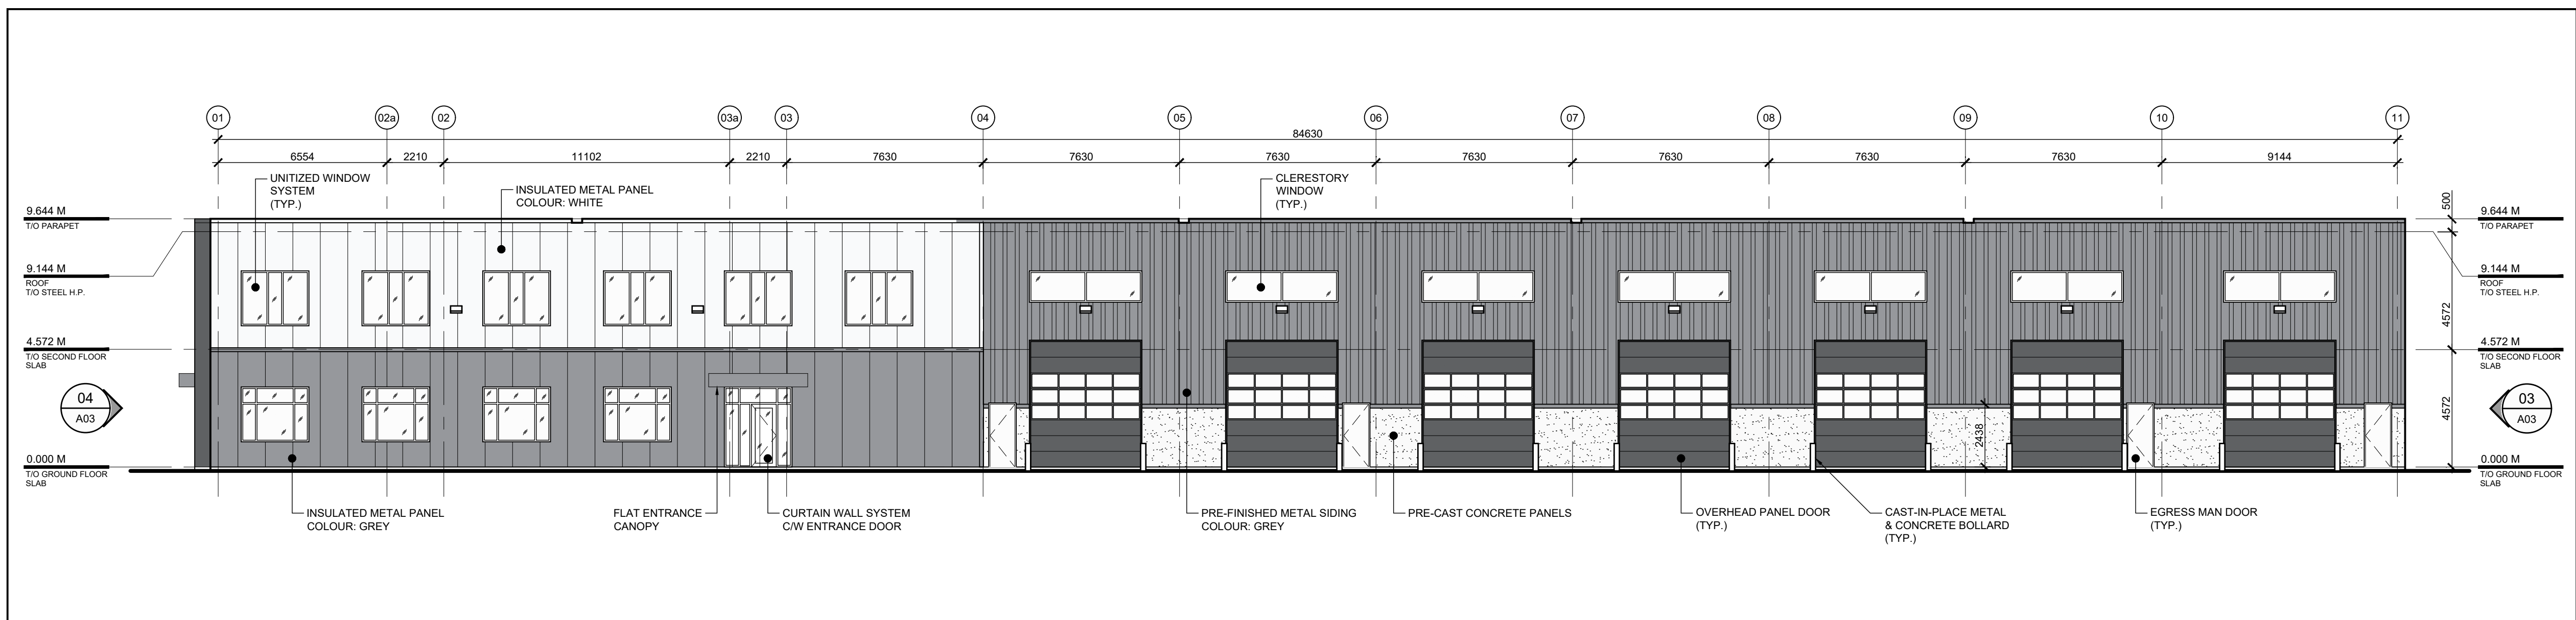 01 02a 02 03a 03 04 05 06 07 08 09 10 11
84630
6554 2210 11102 2210 7630 7630 7630 7630 7630 7630 7630 9144
UNITIZED WINDOW
SYSTEM
(TYP.)
INSULATED METAL PANEL
COLOUR: WHITE
CLERESTORY
WINDOW
(TYP.)
9.644 M
T/O PARAPET
9.144 M
ROOF
T/O STEEL H.P.
4.572 M
T/O SECOND FLOOR
SLAB
04
A03
0.000 M
T/O GROUND FLOOR
SLAB
2438
500
4572
4572
9.644 M
T/O PARAPET
9.144 M
ROOF
T/O STEEL H.P.
4.572 M
T/O SECOND FLOOR
SLAB
03
A03
0.000 M
T/O GROUND FLOOR
SLAB
INSULATED METAL PANEL
COLOUR: GREY
FLAT ENTRANCE
CANOPY
CURTAIN WALL SYSTEM
C/W ENTRANCE DOOR
PRE-FINISHED METAL SIDING
COLOUR: GREY
PRE-CAST CONCRETE PANELS
OVERHEAD PANEL DOOR
(TYP.)
CAST-IN-PLACE METAL
& CONCRETE BOLLARD
(TYP.)
EGRESS MAN DOOR
(TYP.)